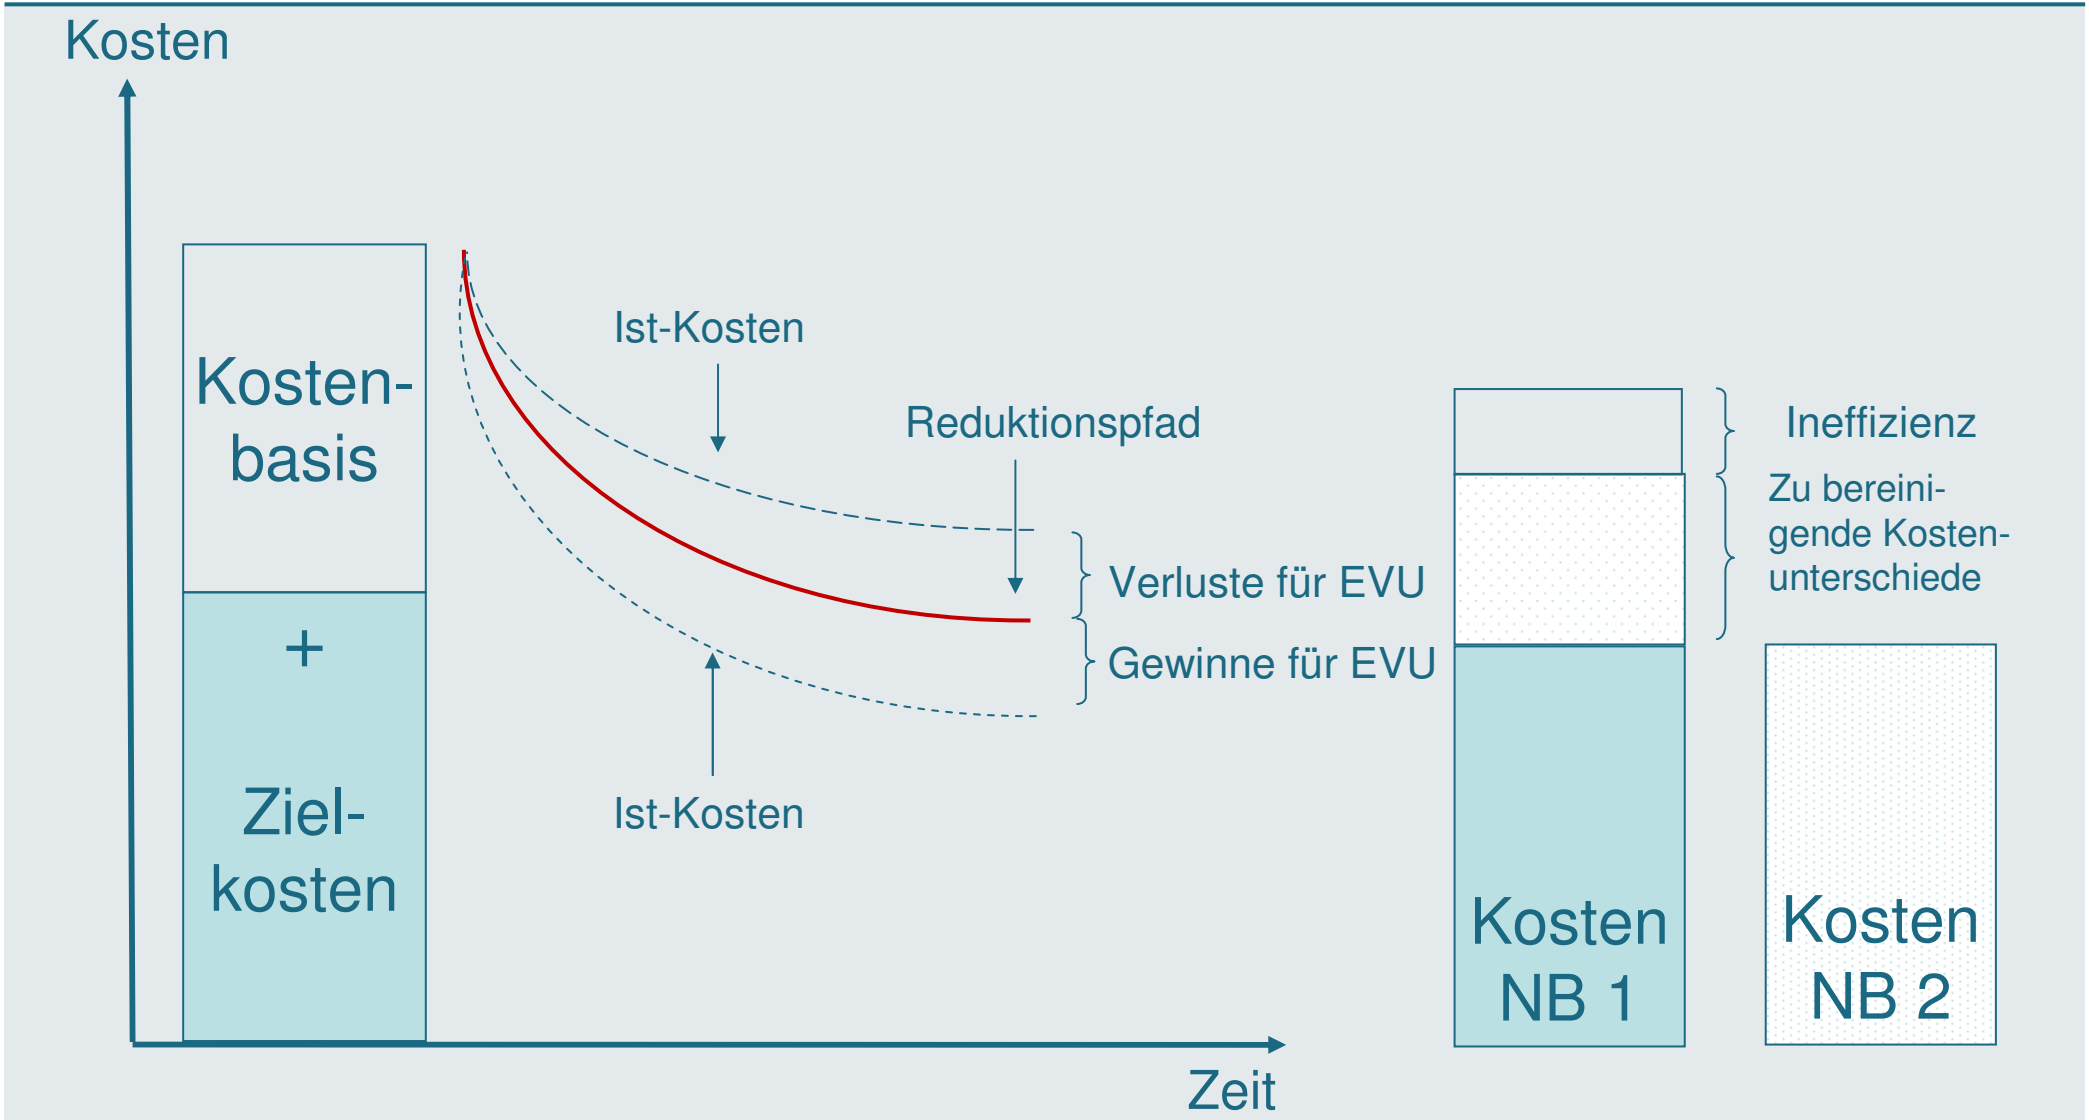 Kosten
Kosten-
basis
+
Ziel-
kosten
Ist-Kosten
Reduktionspfad
Verluste für EVU
Gewinne für EVU
Ist-Kosten
Zeit
Ineffizienz
Zu bereini-
gende Kosten-
unterschiede
Kosten
NB 1
Kosten
NB 2